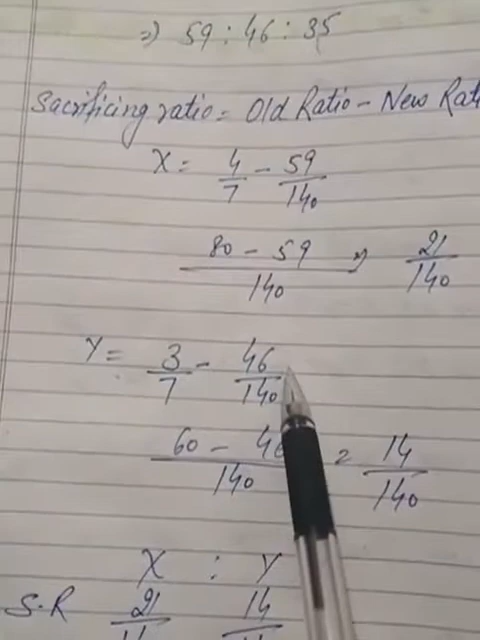 =) 59 : 46 : 35
Sacrificing ratio = Old Ratio - New Rat
X = 4/7 - 59/140
80 - 59/140 => 21/140
Y = 3/7 - 46/140
60 - 46/140 = 14/140
X : Y
S.R 21/ 14/